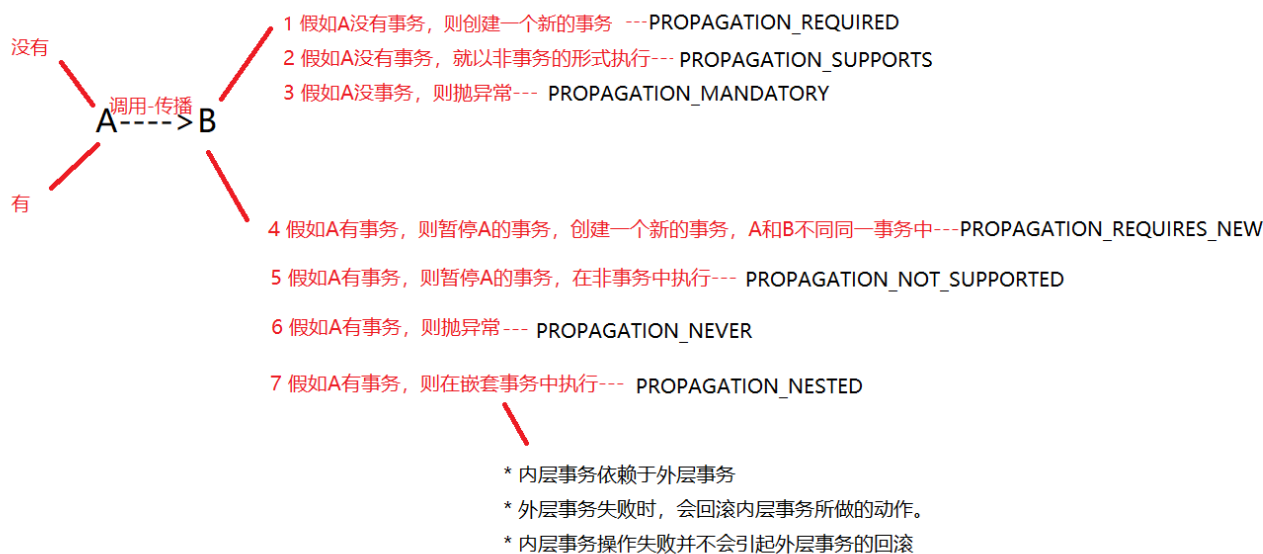 1 假如A没有事务，则创建一个新的事务 ---PROPAGATION_REQUIRED
没有
2 假如A没有事务，就以非事务的形式执行--- PROPAGATION_SUPPORTS
3 假如A没事务，则抛异常--- PROPAGATION_MANDATORY
调用-传播
A---->B
有
4 假如A有事务，则暂停A的事务，创建一个新的事务，A和B不同同一事务中---PROPAGATION_REQUIRES_NEW
5 假如A有事务，则暂停A的事务，在非事务中执行--- PROPAGATION_NOT_SUPPORTED
6 假如A有事务，则抛异常--- PROPAGATION_NEVER
7 假如A有事务，则在嵌套事务中执行--- PROPAGATION_NESTED
* 内层事务依赖于外层事务
* 外层事务失败时，会回滚内层事务所做的动作。
* 内层事务操作失败并不会引起外层事务的回滚